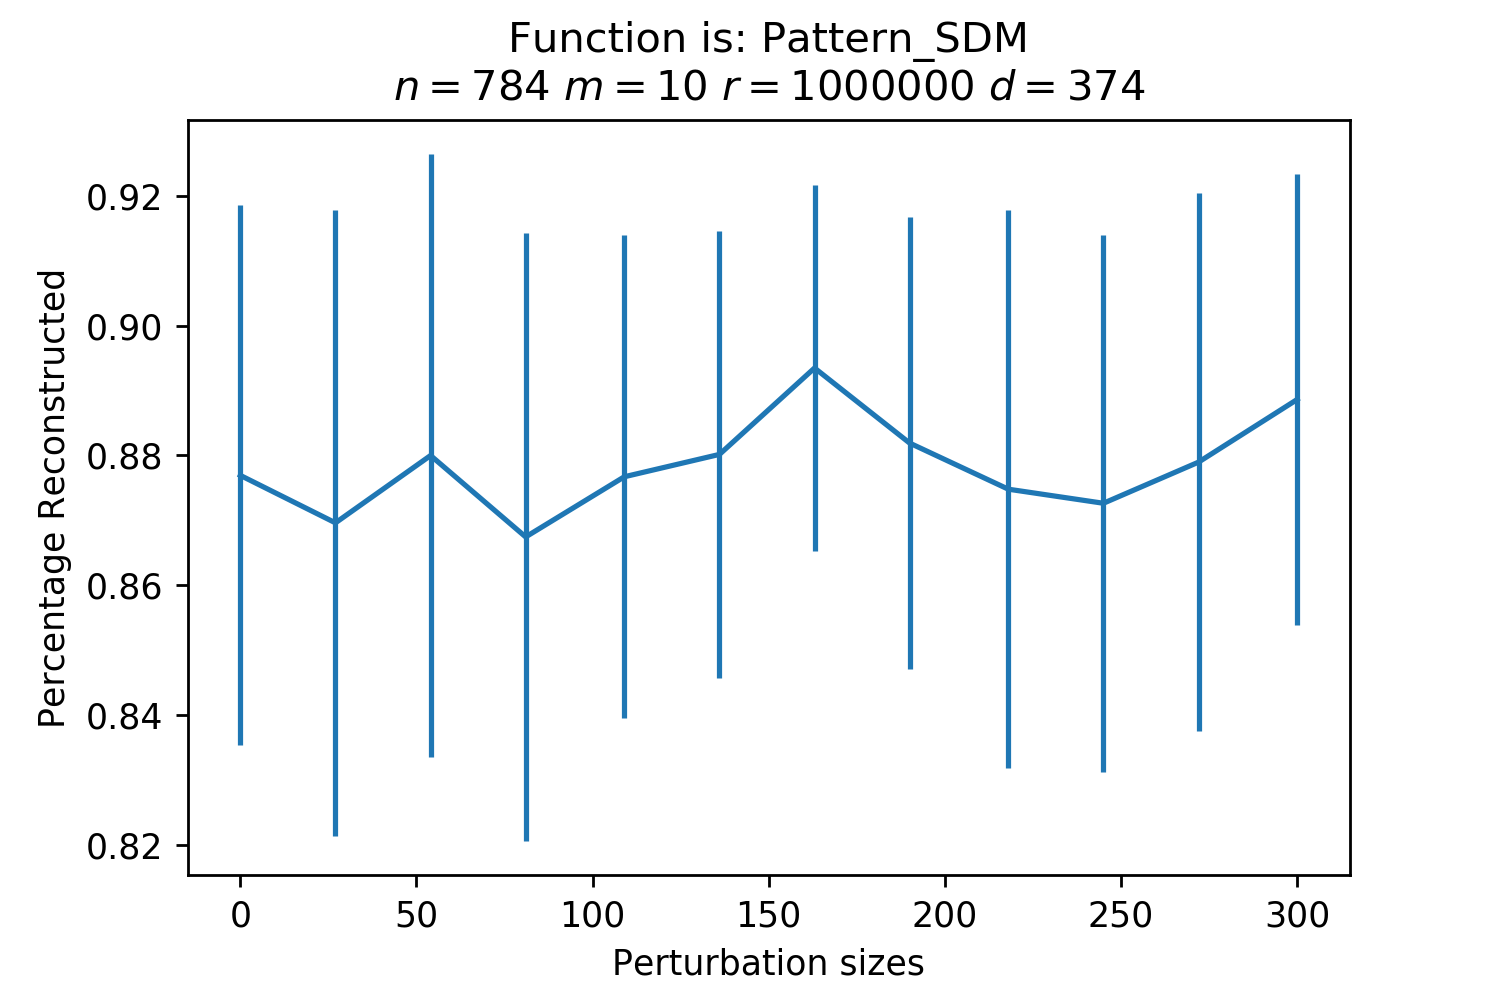 Function is: Pattern_SDM
n = 784 m = 10 r = 1000000 d = 374
Percentage Reconstructed
0.92
0.90
0.88
0.86
0.84
0.82
0 50 100 150 200 250 300
Perturbation sizes